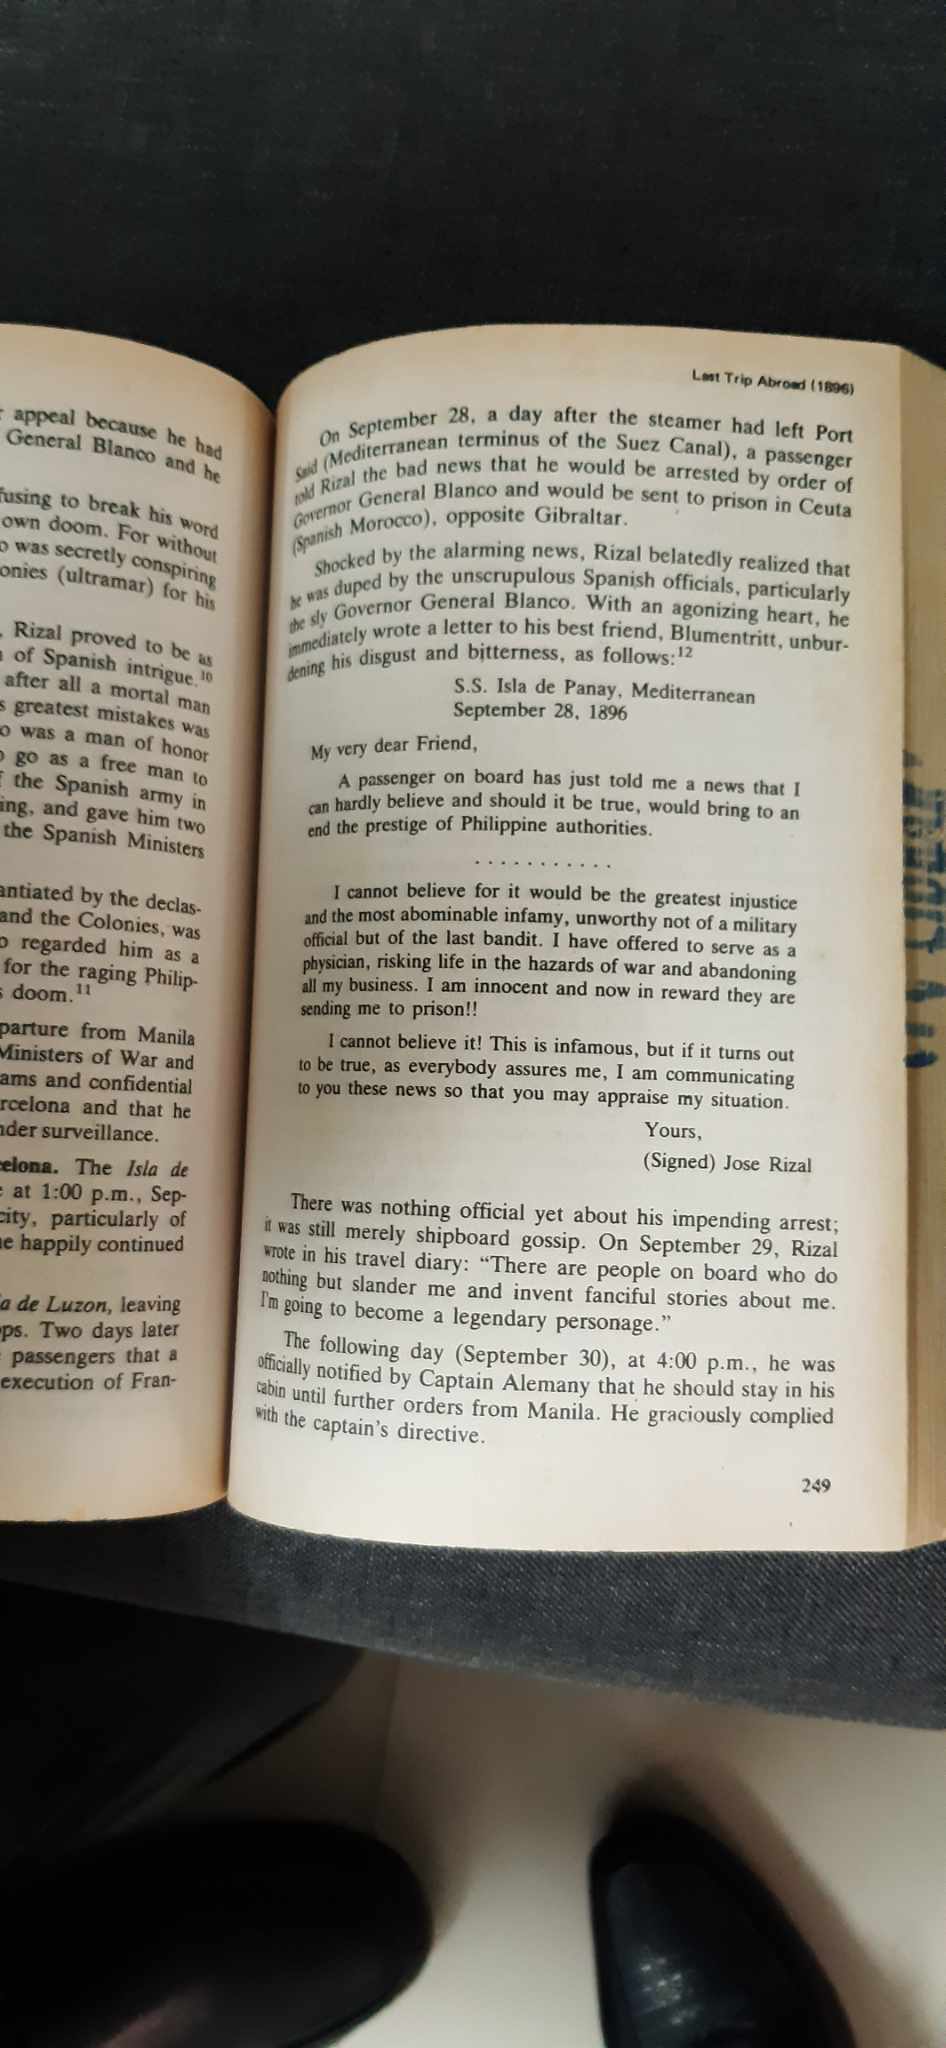 appeal because he had
General Blanco and he
fusing to break his word
own doom. For without
o was secretly conspiring
onies (ultramar) for his
, Rizal proved to be as
of Spanish intrigue.10
after all a mortal man
s greatest mistakes was
o was a man of honor
o go as a free man to
f the Spanish army in
ing, and gave him two
the Spanish Ministers
antiated by the declas-
and the Colonies, was
o regarded him as a
for the raging Philip-
s doom.11
parture from Manila
Ministers of War and
ams and confidential
rcelona and that he
nder surveillance.
celona. The Isla de
e at 1:00 p.m., Sep-
city, particularly of
he happily continued
la de Luzon, leaving
ops. Two days later
passengers that a
execution of Fran-
Last Trip Abroad (1896)
On September 28, a day after the steamer had left Port
Said (Mediterranean terminus of the Suez Canal), a passenger
told Rizal the bad news that he would be arrested by order of
Governor General Blanco and would be sent to prison in Ceuta
(Spanish Morocco), opposite Gibraltar.
Shocked by the alarming news, Rizal belatedly realized that
he was duped by the unscrupulous Spanish officials, particularly
the sly Governor General Blanco. With an agonizing heart, he
immediately wrote a letter to his best friend, Blumentritt, unbur-
dening his disgust and bitterness, as follows:12
S.S. Isla de Panay, Mediterranean
September 28, 1896
My very dear Friend,
A passenger on board has just told me a news that I
can hardly believe and should it be true, would bring to an
end the prestige of Philippine authorities.
. . . . . . . . . . .
I cannot believe for it would be the greatest injustice
and the most abominable infamy, unworthy not of a military
official but of the last bandit. I have offered to serve as a
physician, risking life in the hazards of war and abandoning
all my business. I am innocent and now in reward they are
sending me to prison!!
I cannot believe it! This is infamous, but if it turns out
to be true, as everybody assures me, I am communicating
to you these news so that you may appraise my situation.
Yours,
(Signed) Jose Rizal
There was nothing official yet about his impending arrest;
it was still merely shipboard gossip. On September 29, Rizal
wrote in his travel diary: “There are people on board who do
nothing but slander me and invent fanciful stories about me.
I'm going to become a legendary personage.”
The following day (September 30), at 4:00 p.m., he was
officially notified by Captain Alemany that he should stay in his
cabin until further orders from Manila. He graciously complied
with the captain's directive.
249